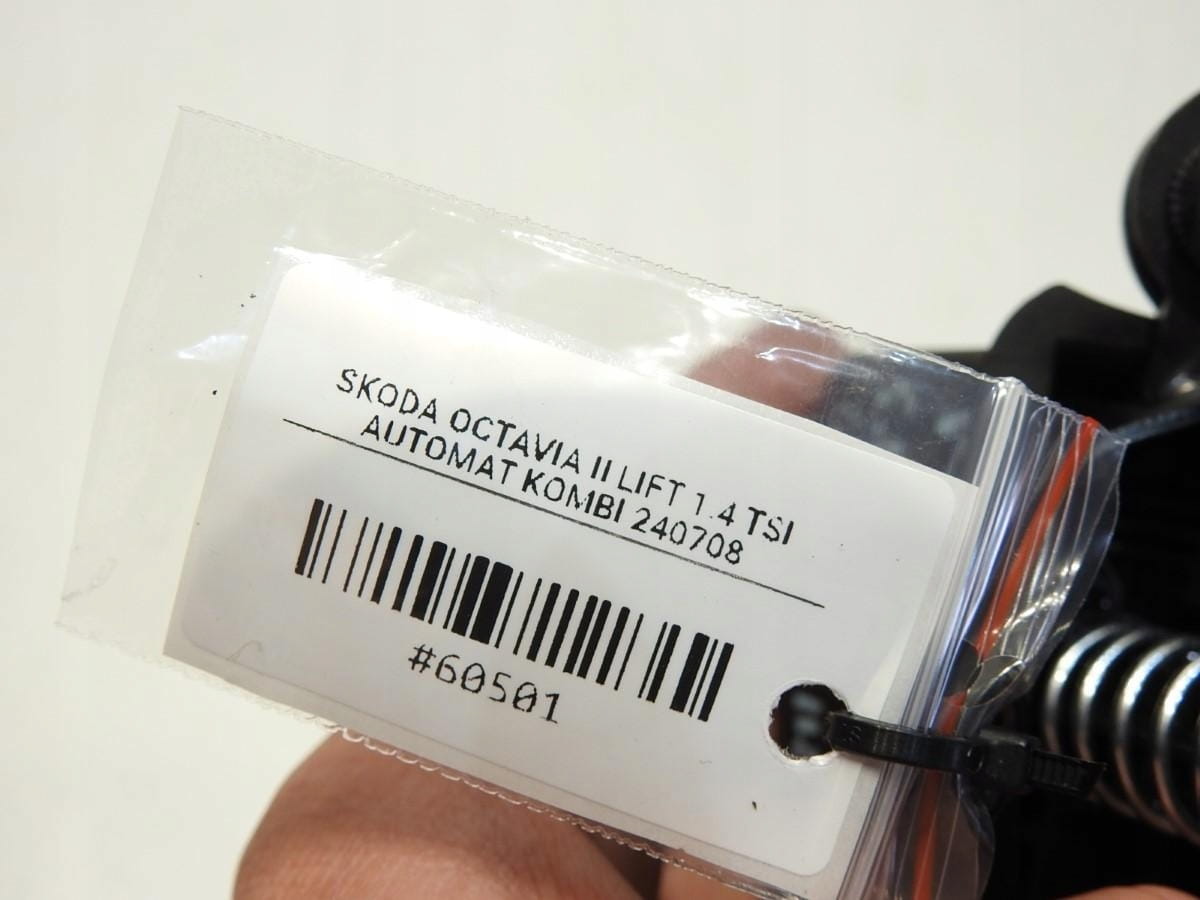 SKODA OCTAVIA II LIFT 1.4 TSI
AUTOMAT KOMBI 240708
#60501